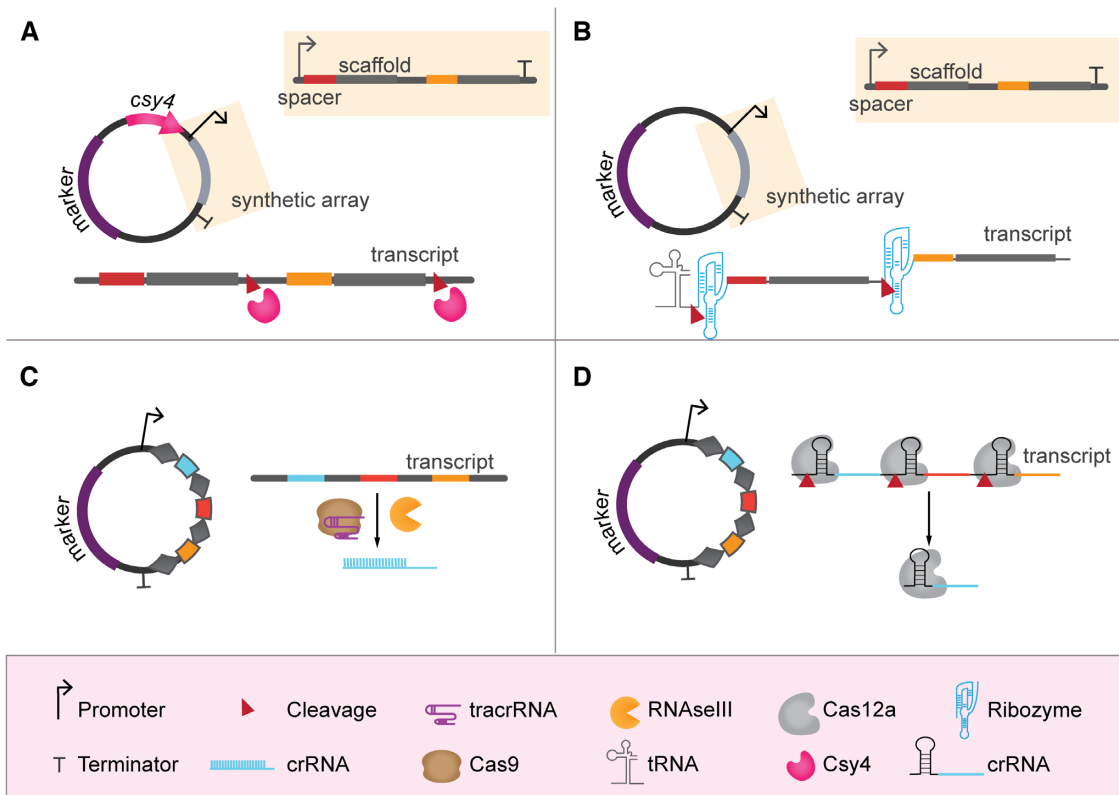 A
scaffold
spacer
csy4
marker
synthetic array
transcript
B
scaffold
spacer
marker
synthetic array
transcript
C
marker
transcript
D
marker
transcript
Promoter
Cleavage
tracrRNA
RNAseIII
Cas12a
Ribozyme
Terminator
crRNA
Cas9
tRNA
Csy4
crRNA